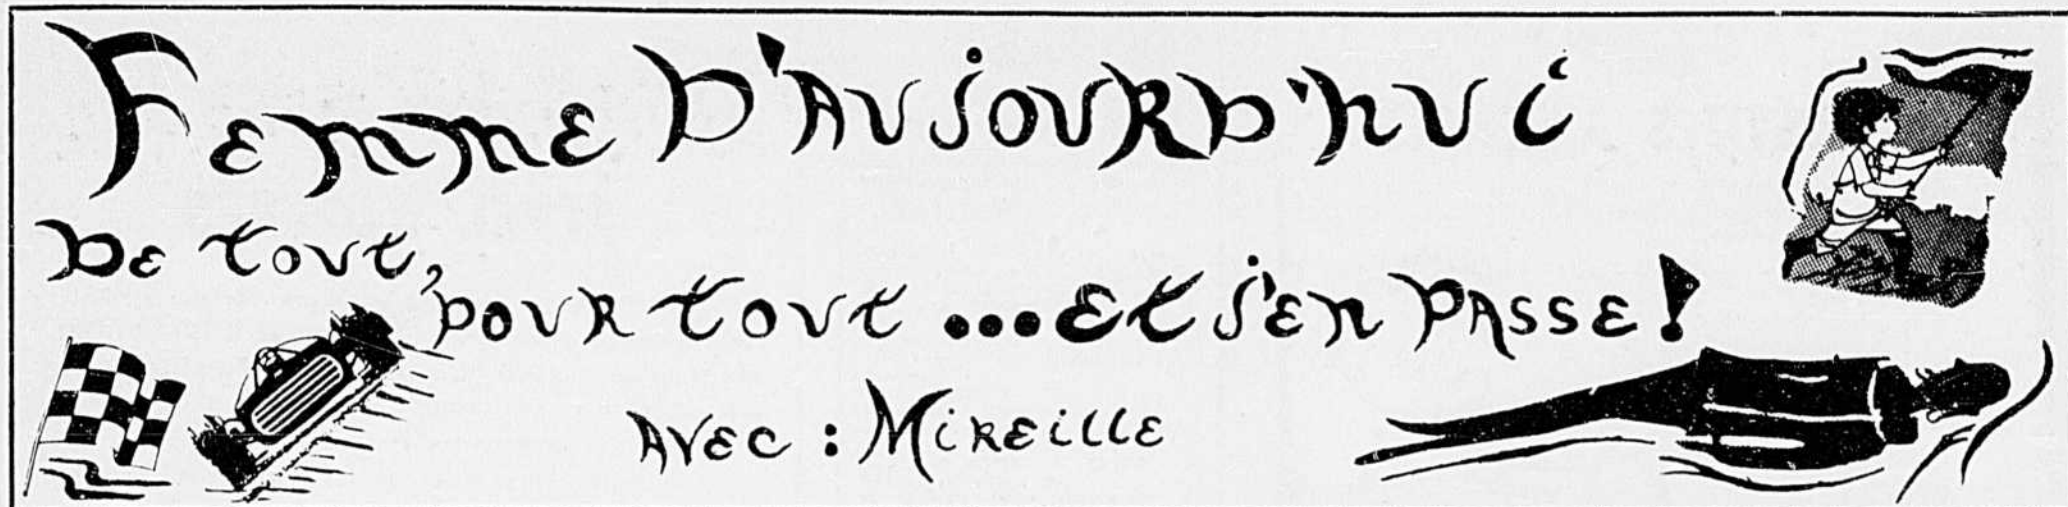 Femme D'Aujourd'hui
De tout,
pour tout ... Et j'en passe!
Avec : Mireille